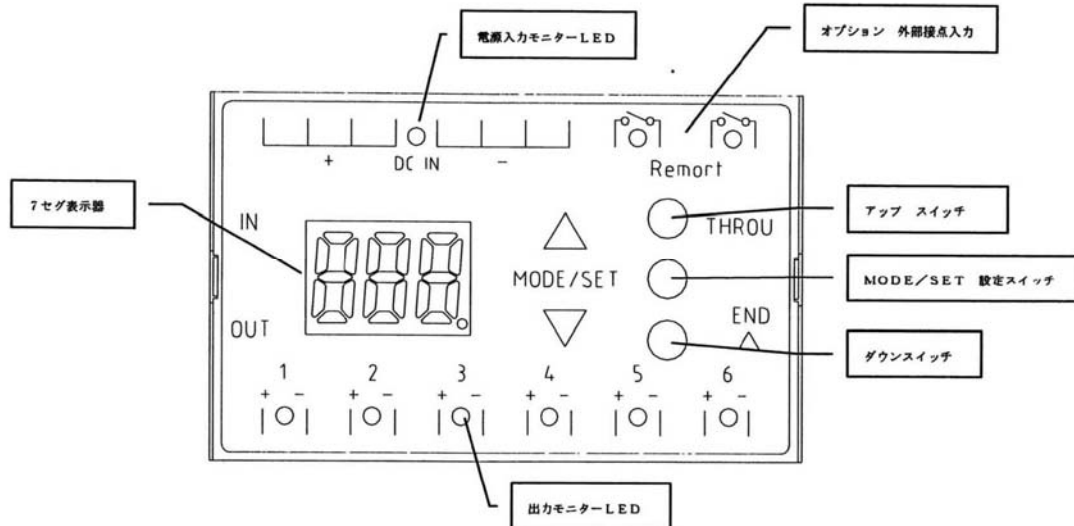 電源入力モニターLED
オプション 外部接点入力
+ DC IN -
Remort
7セグ表示器
IN
THROU
アップ スイッチ
MODE/SET
MODE/SET 設定スイッチ
OUT
END
ダウンスイッチ
1 2 3 4 5 6
+ - + - + - + - + - + -
出力モニターLED